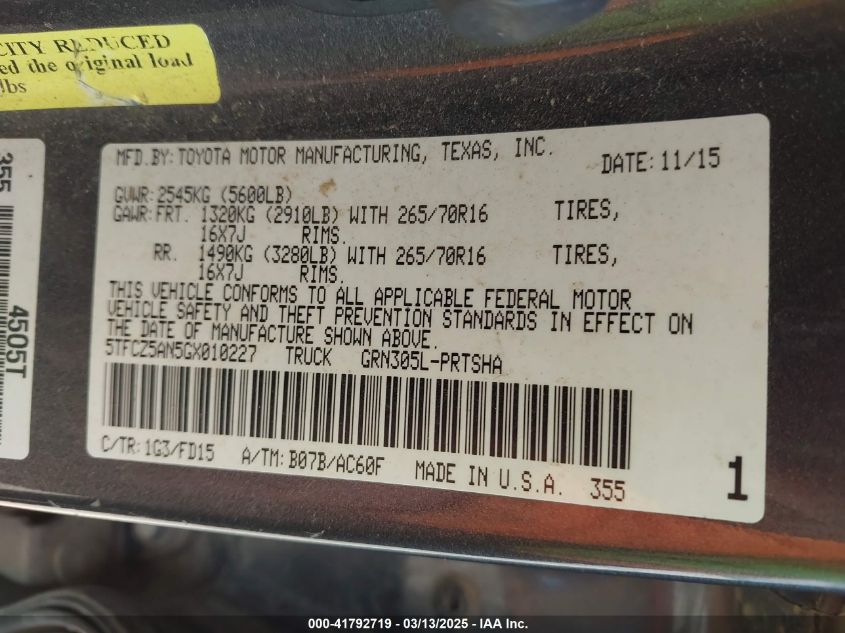 CITY REDUCED
ed the original load
lbs
355
4505T
MFD.BY:TOYOTA MOTOR MANUFACTURING, TEXAS, INC.
DATE:11/15
GVWR:2545KG (5600LB)
GAWR:FRT. 1320KG (2910LB) WITH 265/70R16 TIRES,
16X7J RIMS.
RR. 1490KG (3280LB) WITH 265/70R16 TIRES,
16X7J RIMS.
THIS VEHICLE CONFORMS TO ALL APPLICABLE FEDERAL MOTOR
VEHICLE SAFETY AND THEFT PREVENTION STANDARDS IN EFFECT ON
THE DATE OF MANUFACTURE SHOWN ABOVE.
5TFCZ5AN5GX010227 TRUCK GRN305L-PRTSHA
C/TR:1G3/FD15 A/TM:B07B/AC60F MADE IN U.S.A. 355
1
000-41792719 / 03/13/2025 - IAA Inc.